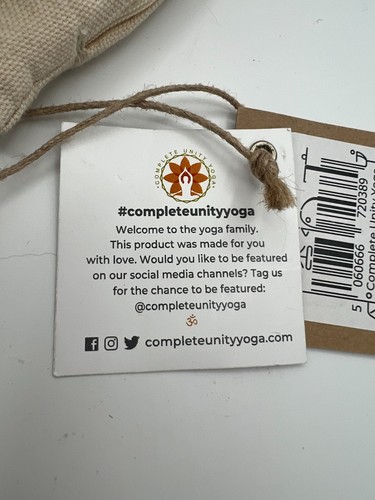 COMPLETE UNITY YOGA
#completeunityyoga
Welcome to the yoga family.
This product was made for you
with love. Would you like to be featured
on our social media channels? Tag us
for the chance to be featured:
@completeunityyoga
ॐ
completeunityyoga.com
5 060666 720389
Complete Unity Yoga